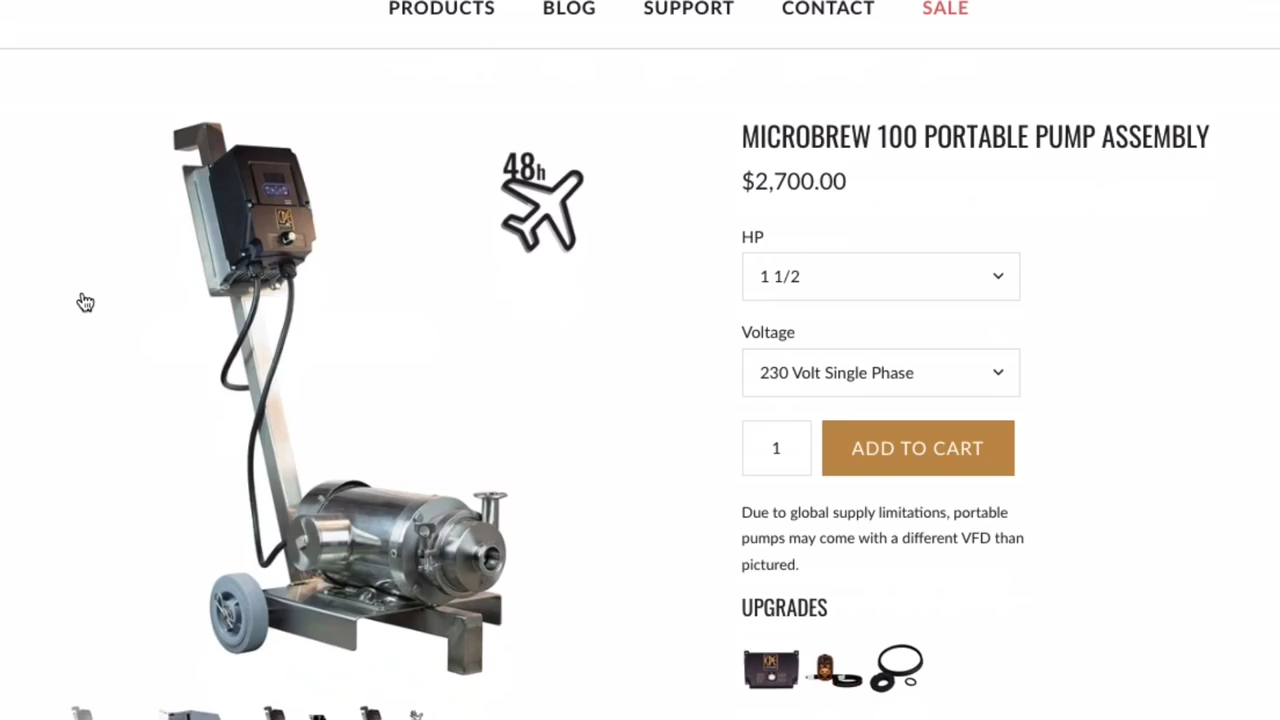 PRODUCTS BLOG SUPPORT CONTACT SALE
48h
MICROBREW 100 PORTABLE PUMP ASSEMBLY
$2,700.00
HP
1 1/2
Voltage
230 Volt Single Phase
1 ADD TO CART
Due to global supply limitations, portable
pumps may come with a different VFD than
pictured.
UPGRADES